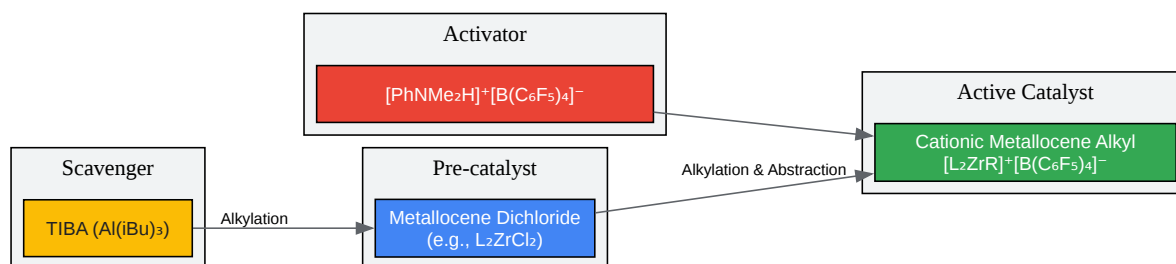 Activator
[PhNMe₂H]⁺[B(C₆F₅)₄]⁻
Active Catalyst
Cationic Metallocene Alkyl
[L₂ZrR]⁺[B(C₆F₅)₄]⁻
Scavenger
TIBA (Al(iBu)₃)
Alkylation
Pre-catalyst
Metallocene Dichloride
(e.g., L₂ZrCl₂)
Alkylation & Abstraction